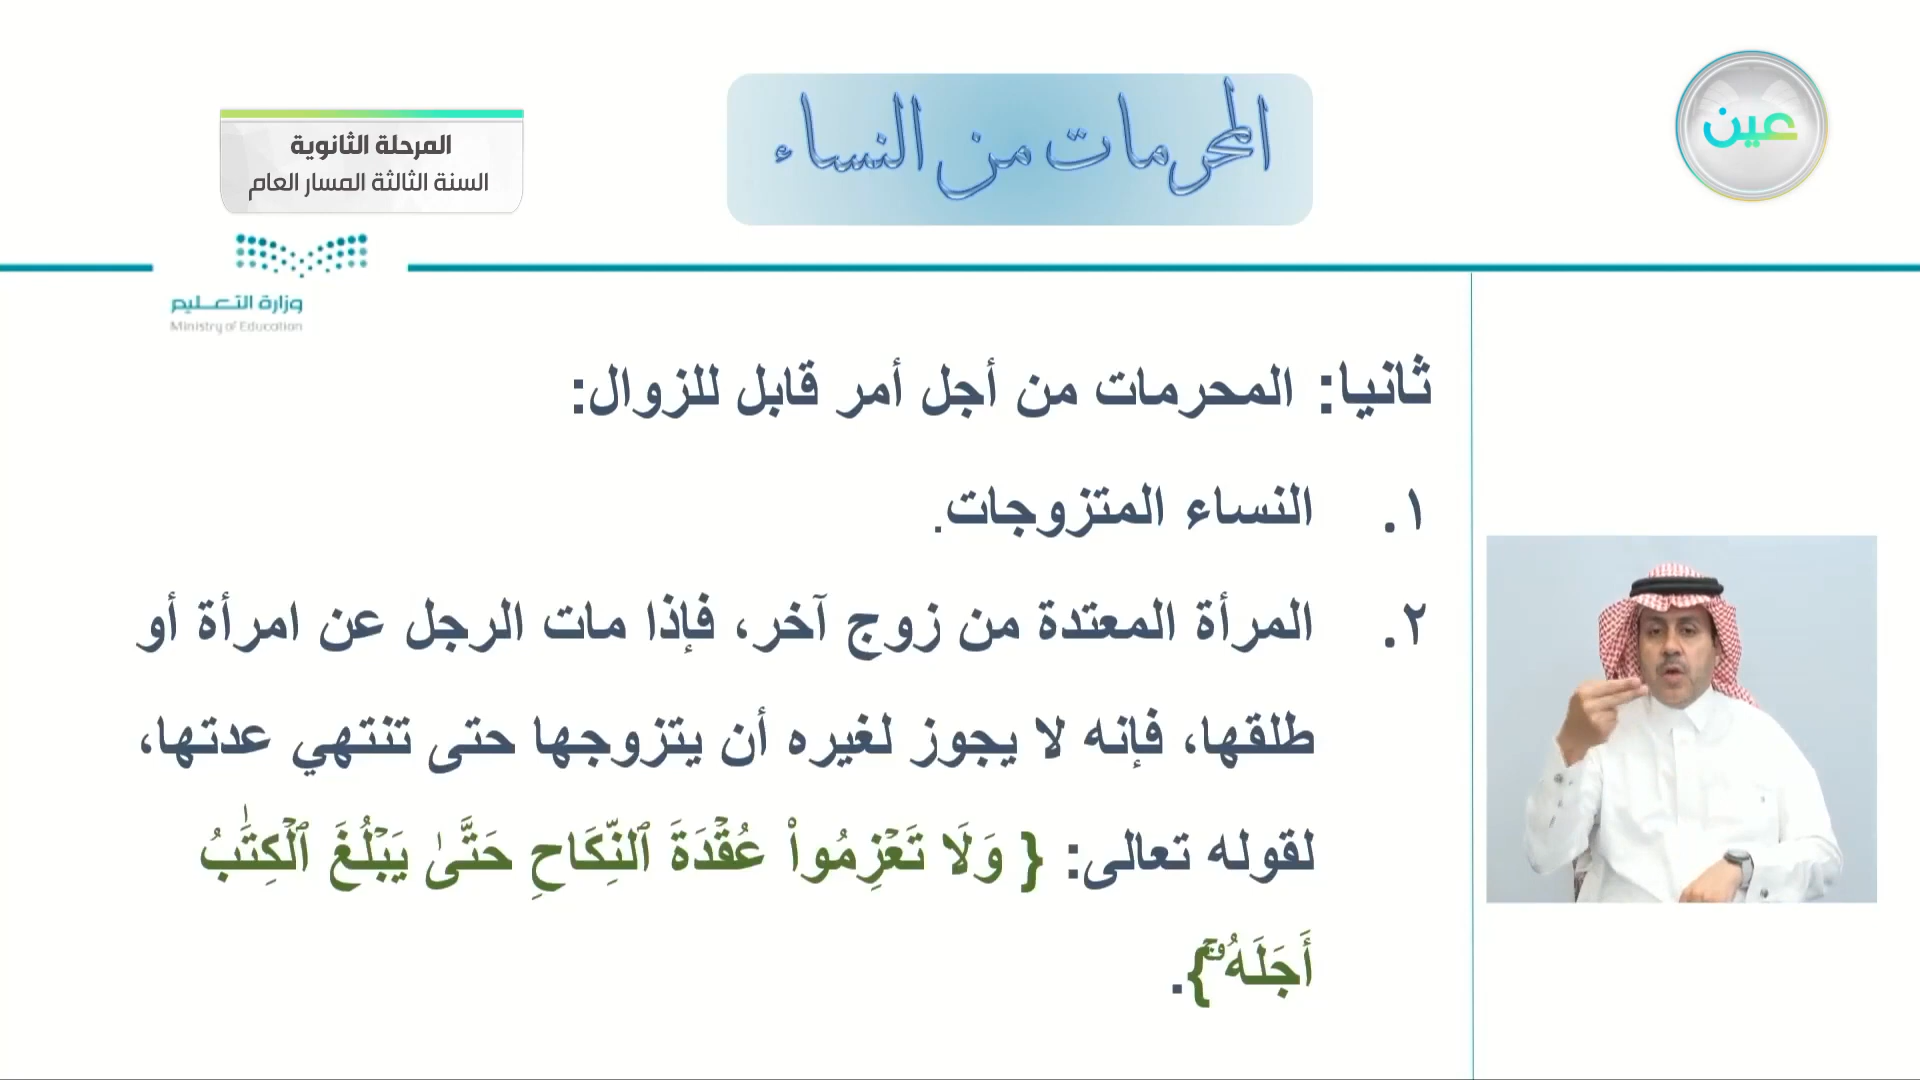 المحرمات من النساء
عين
المرحلة الثانوية
السنة الثالثة المسار العام
وزارة التعليم
Ministry of Education
ثانيا: المحرمات من أجل أمر قابل للزوال:
١. النساء المتزوجات.
٢. المرأة المعتدة من زوج آخر، فإذا مات الرجل عن امرأة أو
طلقها، فإنه لا يجوز لغيره أن يتزوجها حتى تنتهي عدتها،
لقوله تعالى: { وَلَا تَعۡزِمُواْ عُقۡدَةَ ٱلنِّكَاحِ حَتَّىٰ يَبۡلُغَ ٱلۡكِتَٰبُ
أَجَلَهُۥۚ}.